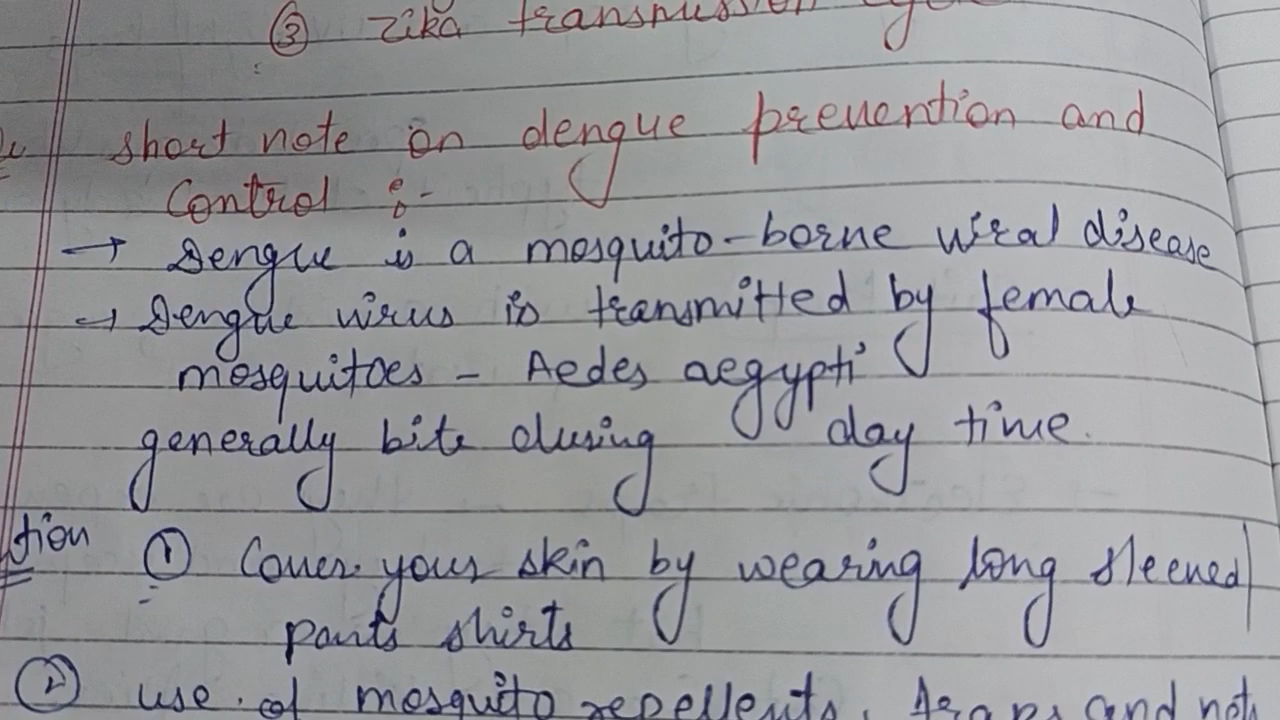 ③ zika transmission
short note on dengue prevention and
Control :-
→ Dengue is a mosquito-borne viral disease
→ Dengue virus is transmitted by female
mosquitoes - Aedes aegypti
generally bite during day time.
tion ① Cover your skin by wearing long sleeved
pants shirts
② use of mosquito repellents, traps and nets